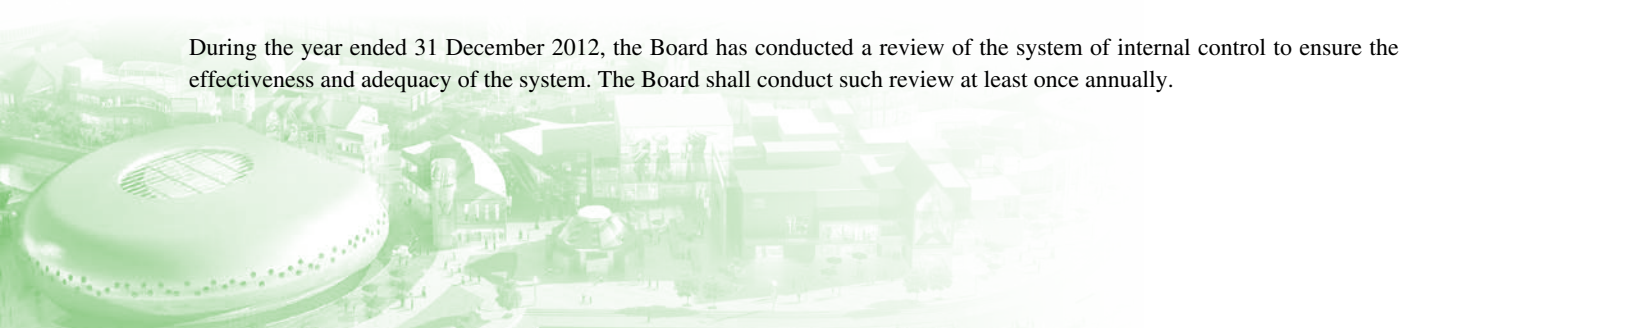 During the year ended 31 December 2012, the Board has conducted a review of the system of internal control to ensure the
effectiveness and adequacy of the system. The Board shall conduct such review at least once annually.